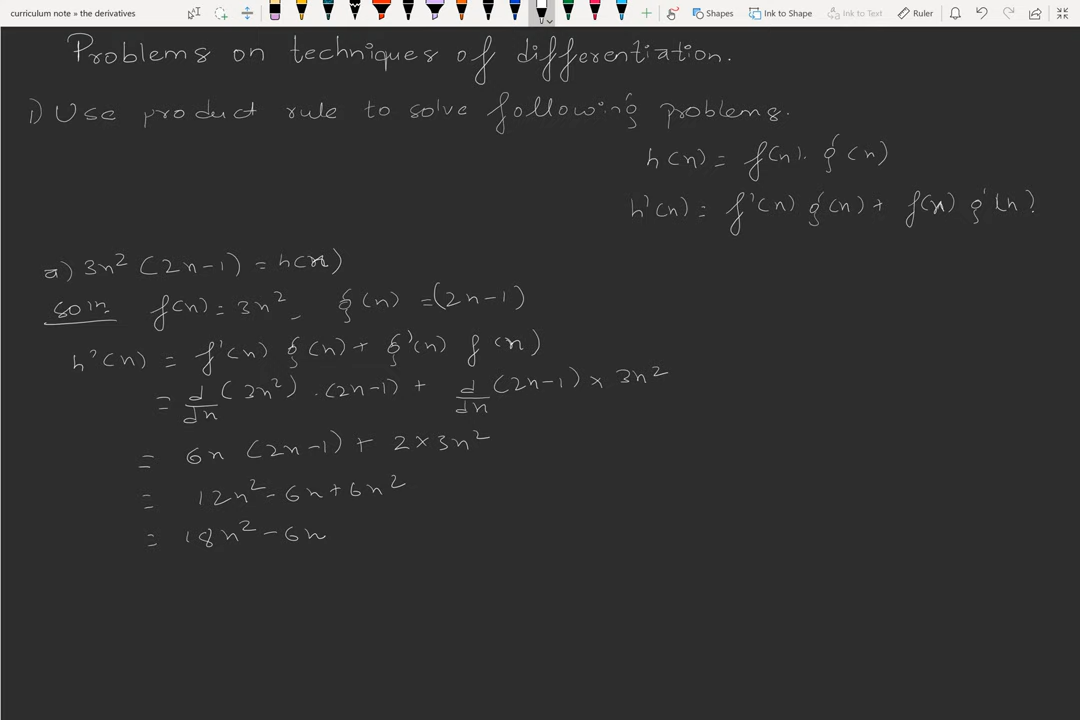 curriculum note » the derivatives
Shapes Ink to Shape Ink to Text Ruler
Problems on techniques of differentiation.
1) Use product rule to solve following problems.
h(n) = f(n). g(n)
h'(n) = f'(n) g(n) + f(n) g'(n)
a) 3n² (2n-1) = h(n)
soln f(n) = 3n² - g(n) = (2n-1)
h'(n) = f'(n) g(n) + g'(n) f(n)
= d/dn (3n²) . (2n-1) + d/dn (2n-1) × 3n²
= 6n (2n-1) + 2 × 3n²
= 12n² - 6n + 6n²
= 18n² - 6n